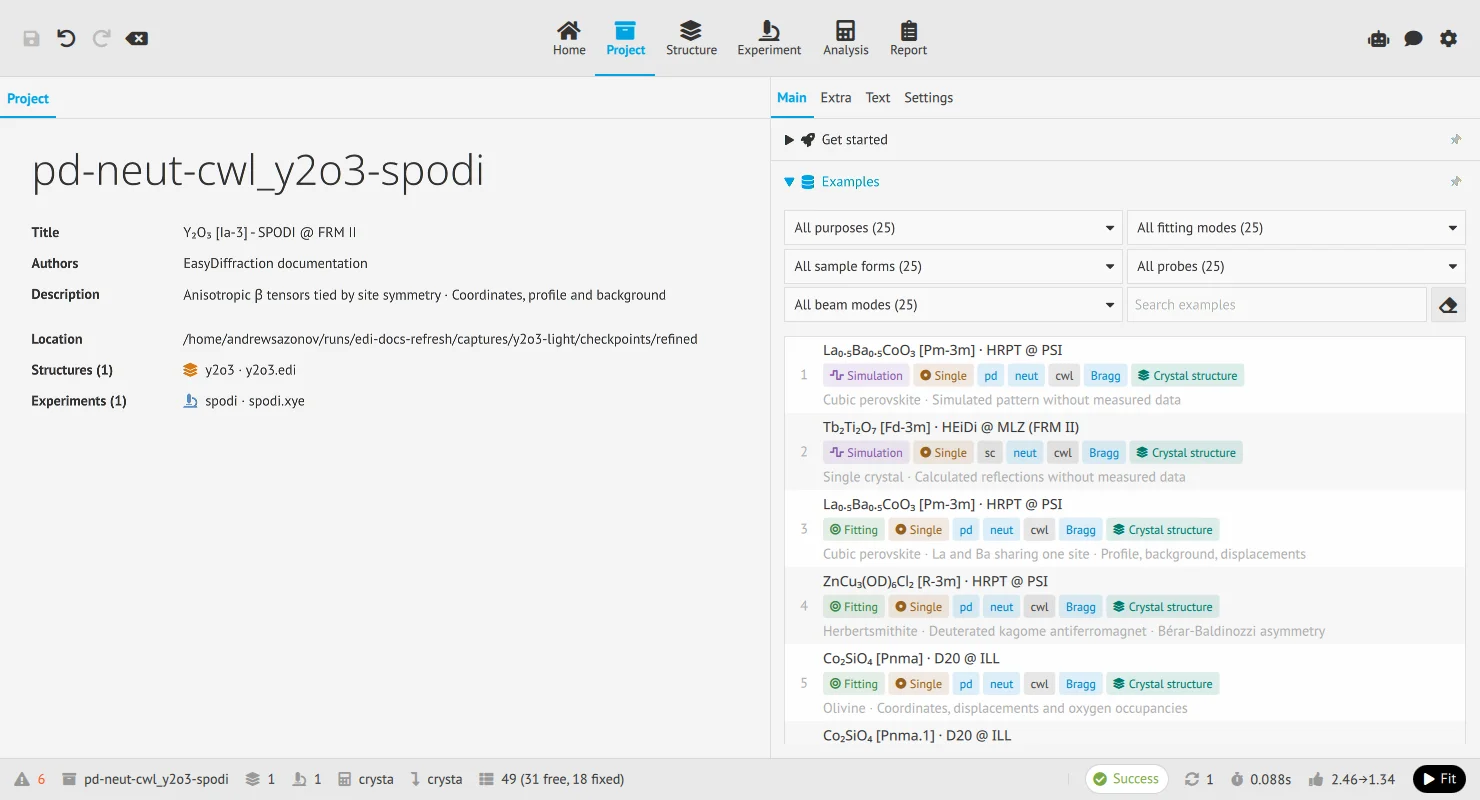 Home Project Structure Experiment Analysis Report
Project
Main Extra Text Settings
pd-neut-cwl_y2o3-spodi
Title Y₂O₃ [Ia-3] - SPODI @ FRM II
Authors EasyDiffraction documentation
Description Anisotropic β tensors tied by site symmetry · Coordinates, profile and background
Location /home/andrewsazonov/runs/edi-docs-refresh/captures/y2o3-light/checkpoints/refined
Structures (1) y2o3 · y2o3.edi
Experiments (1) spodi · spodi.xye
Get started
Examples
All purposes (25) All fitting modes (25)
All sample forms (25) All probes (25)
All beam modes (25) Search examples
La₀.₅Ba₀.₅CoO₃ [Pm-3m] · HRPT @ PSI
1 Simulation Single pd neut cwl Bragg Crystal structure
Cubic perovskite · Simulated pattern without measured data
Tb₂Ti₂O₇ [Fd-3m] · HEiDi @ MLZ (FRM II)
2 Simulation Single sc neut cwl Bragg Crystal structure
Single crystal · Calculated reflections without measured data
La₀.₅Ba₀.₅CoO₃ [Pm-3m] · HRPT @ PSI
3 Fitting Single pd neut cwl Bragg Crystal structure
Cubic perovskite · La and Ba sharing one site · Profile, background, displacements
ZnCu₃(OD)₆Cl₂ [R-3m] · HRPT @ PSI
4 Fitting Single pd neut cwl Bragg Crystal structure
Herbertsmithite · Deuterated kagome antiferromagnet · Bérar-Baldinozzi asymmetry
Co₂SiO₄ [Pnma] · D20 @ ILL
5 Fitting Single pd neut cwl Bragg Crystal structure
Olivine · Coordinates, displacements and oxygen occupancies
Co₂SiO₄ [Pnma.1] · D20 @ ILL
6 pd-neut-cwl_y2o3-spodi 1 1 crysta crysta 49 (31 free, 18 fixed) Success 1 0.088s 2.46→1.34 Fit